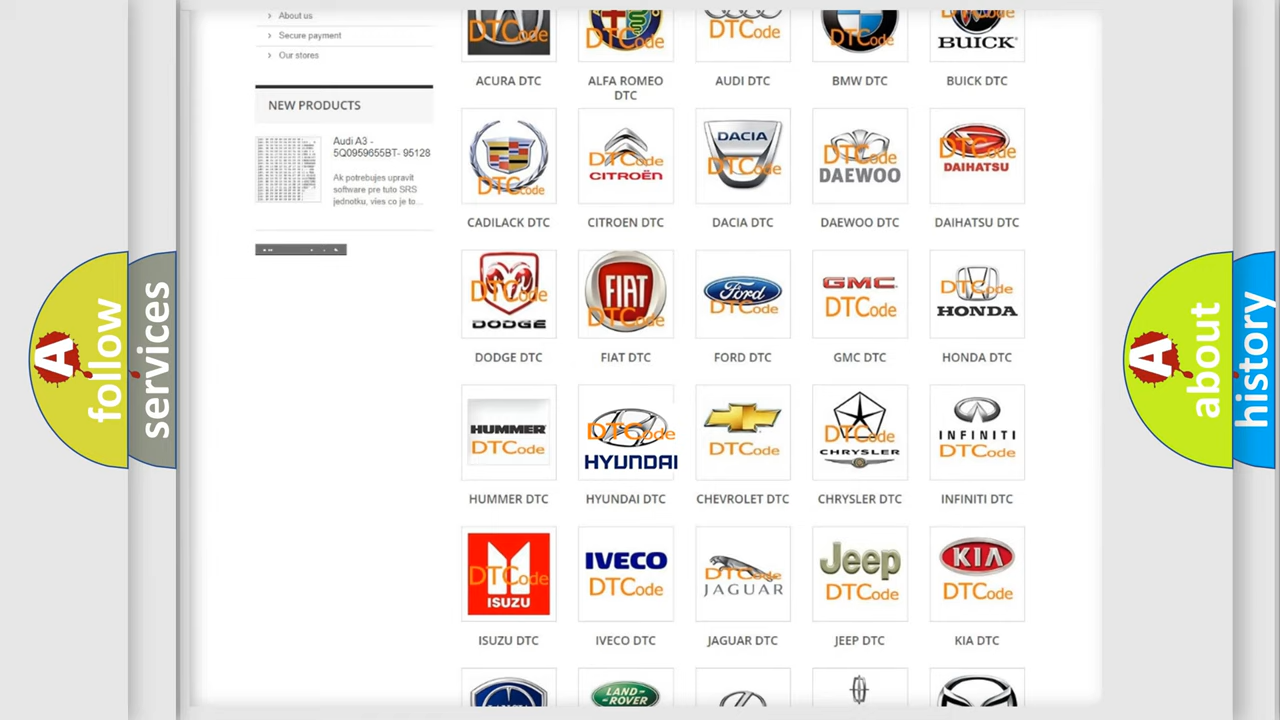 About us
Secure payment
Our stores
NEW PRODUCTS
Audi A3 -
5Q0959655BT- 95128
Ak potrebujes upravit
software pre tuto SRS
jednotku, vies co je to...
DTCode
DTCode
DTCode
DTCode
DTCode
BUICK
ACURA DTC
ALFA ROMEO
DTC
AUDI DTC
BMW DTC
BUICK DTC
DTCode
DTCode
CITROËN
DACIA
DTCode
DTCode
DAEWOO
DTCode
DAIHATSU
CADILACK DTC
CITROEN DTC
DACIA DTC
DAEWOO DTC
DAIHATSU DTC
DTCode
DODGE
FIAT
DTCode
Ford
DTCode
GMC
DTCode
DTCode
HONDA
DODGE DTC
FIAT DTC
FORD DTC
GMC DTC
HONDA DTC
HUMMER
DTCode
DTCode
HYUNDAI
DTCode
DTCode
CHRYSLER
INFINITI
DTCode
HUMMER DTC
HYUNDAI DTC
CHEVROLET DTC
CHRYSLER DTC
INFINITI DTC
DTCode
ISUZU
IVECO
DTCode
DTCode
JAGUAR
Jeep
DTCode
KIA
DTCode
ISUZU DTC
IVECO DTC
JAGUAR DTC
JEEP DTC
KIA DTC
LAND-
ROVER
A follow
services
A about
history